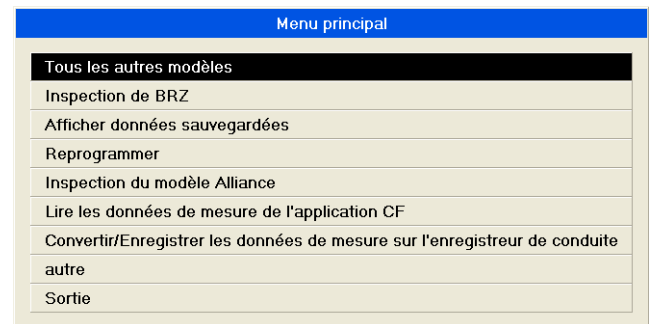 Menu principal
Tous les autres modèles
Inspection de BRZ
Afficher données sauvegardées
Reprogrammer
Inspection du modèle Alliance
Lire les données de mesure de l'application CF
Convertir/Enregistrer les données de mesure sur l'enregistreur de conduite
autre
Sortie